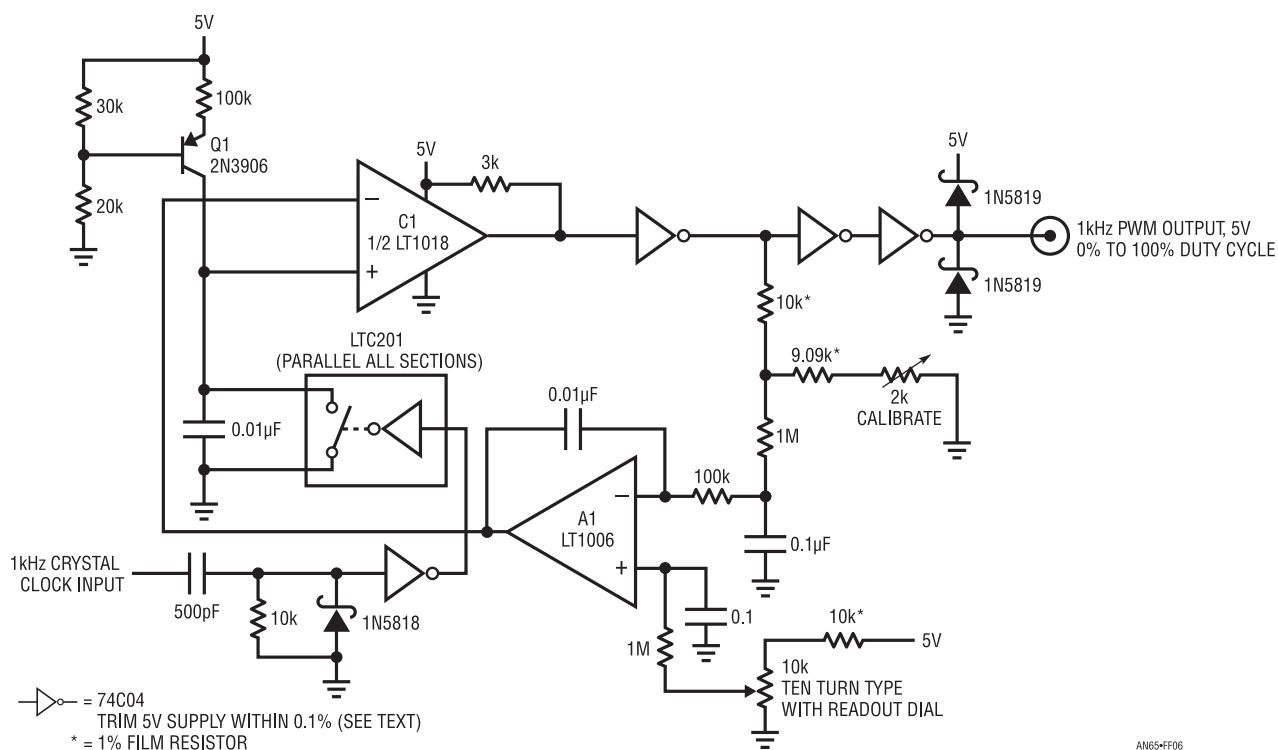 5V
30k
100k
Q1
2N3906
20k
5V
3k
C1
1/2 LT1018
−
+
5V
1N5819
1N5819
1kHz PWM OUTPUT, 5V
0% TO 100% DUTY CYCLE
10k*
9.09k*
2k
CALIBRATE
1M
LTC201
(PARALLEL ALL SECTIONS)
0.01µF
0.01µF
100k
−
A1
LT1006
+
0.1µF
0.1
1kHz CRYSTAL
CLOCK INPUT
500pF
10k
1N5818
1M
10k*
5V
10k
TEN TURN TYPE
WITH READOUT DIAL
= 74C04
TRIM 5V SUPPLY WITHIN 0.1% (SEE TEXT)
* = 1% FILM RESISTOR
AN65•FF06